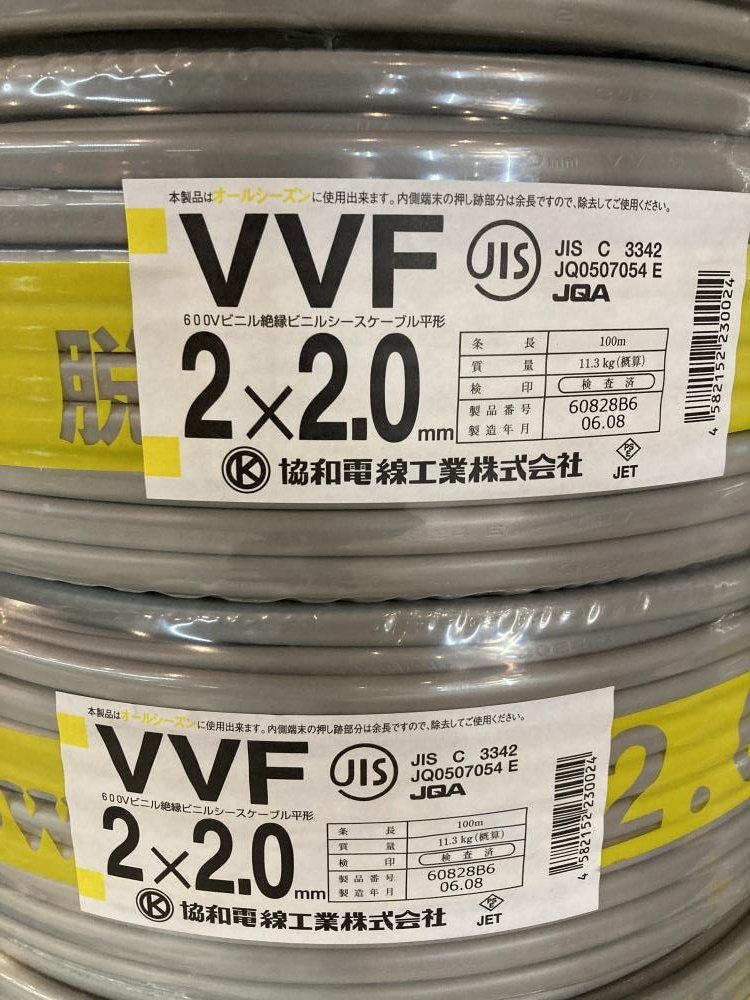 本製品はオールシーズンに使用出来ます。内側端末の押し跡部分は余長ですので、除去してご使用ください。
VVF
JIS
JIS C 3342
JQ0507054 E
JQA
600Vビニル絶縁ビニルシースケーブル平形
2×2.0mm
条長 100m
質量 11.3kg(概算)
検印 検査済
製品番号 60828B6
製造年月 06.08
4 582152 230024
K 協和電線工業株式会社
PS E
JET
脱
本製品はオールシーズンに使用出来ます。内側端末の押し跡部分は余長ですので、除去してご使用ください。
VVF
JIS
JIS C 3342
JQ0507054 E
JQA
600Vビニル絶縁ビニルシースケーブル平形
2×2.0mm
条長 100m
質量 11.3kg(概算)
検印 検査済
製品番号 60828B6
製造年月 06.08
4 582152 230024
K 協和電線工業株式会社
PS E
JET
2.